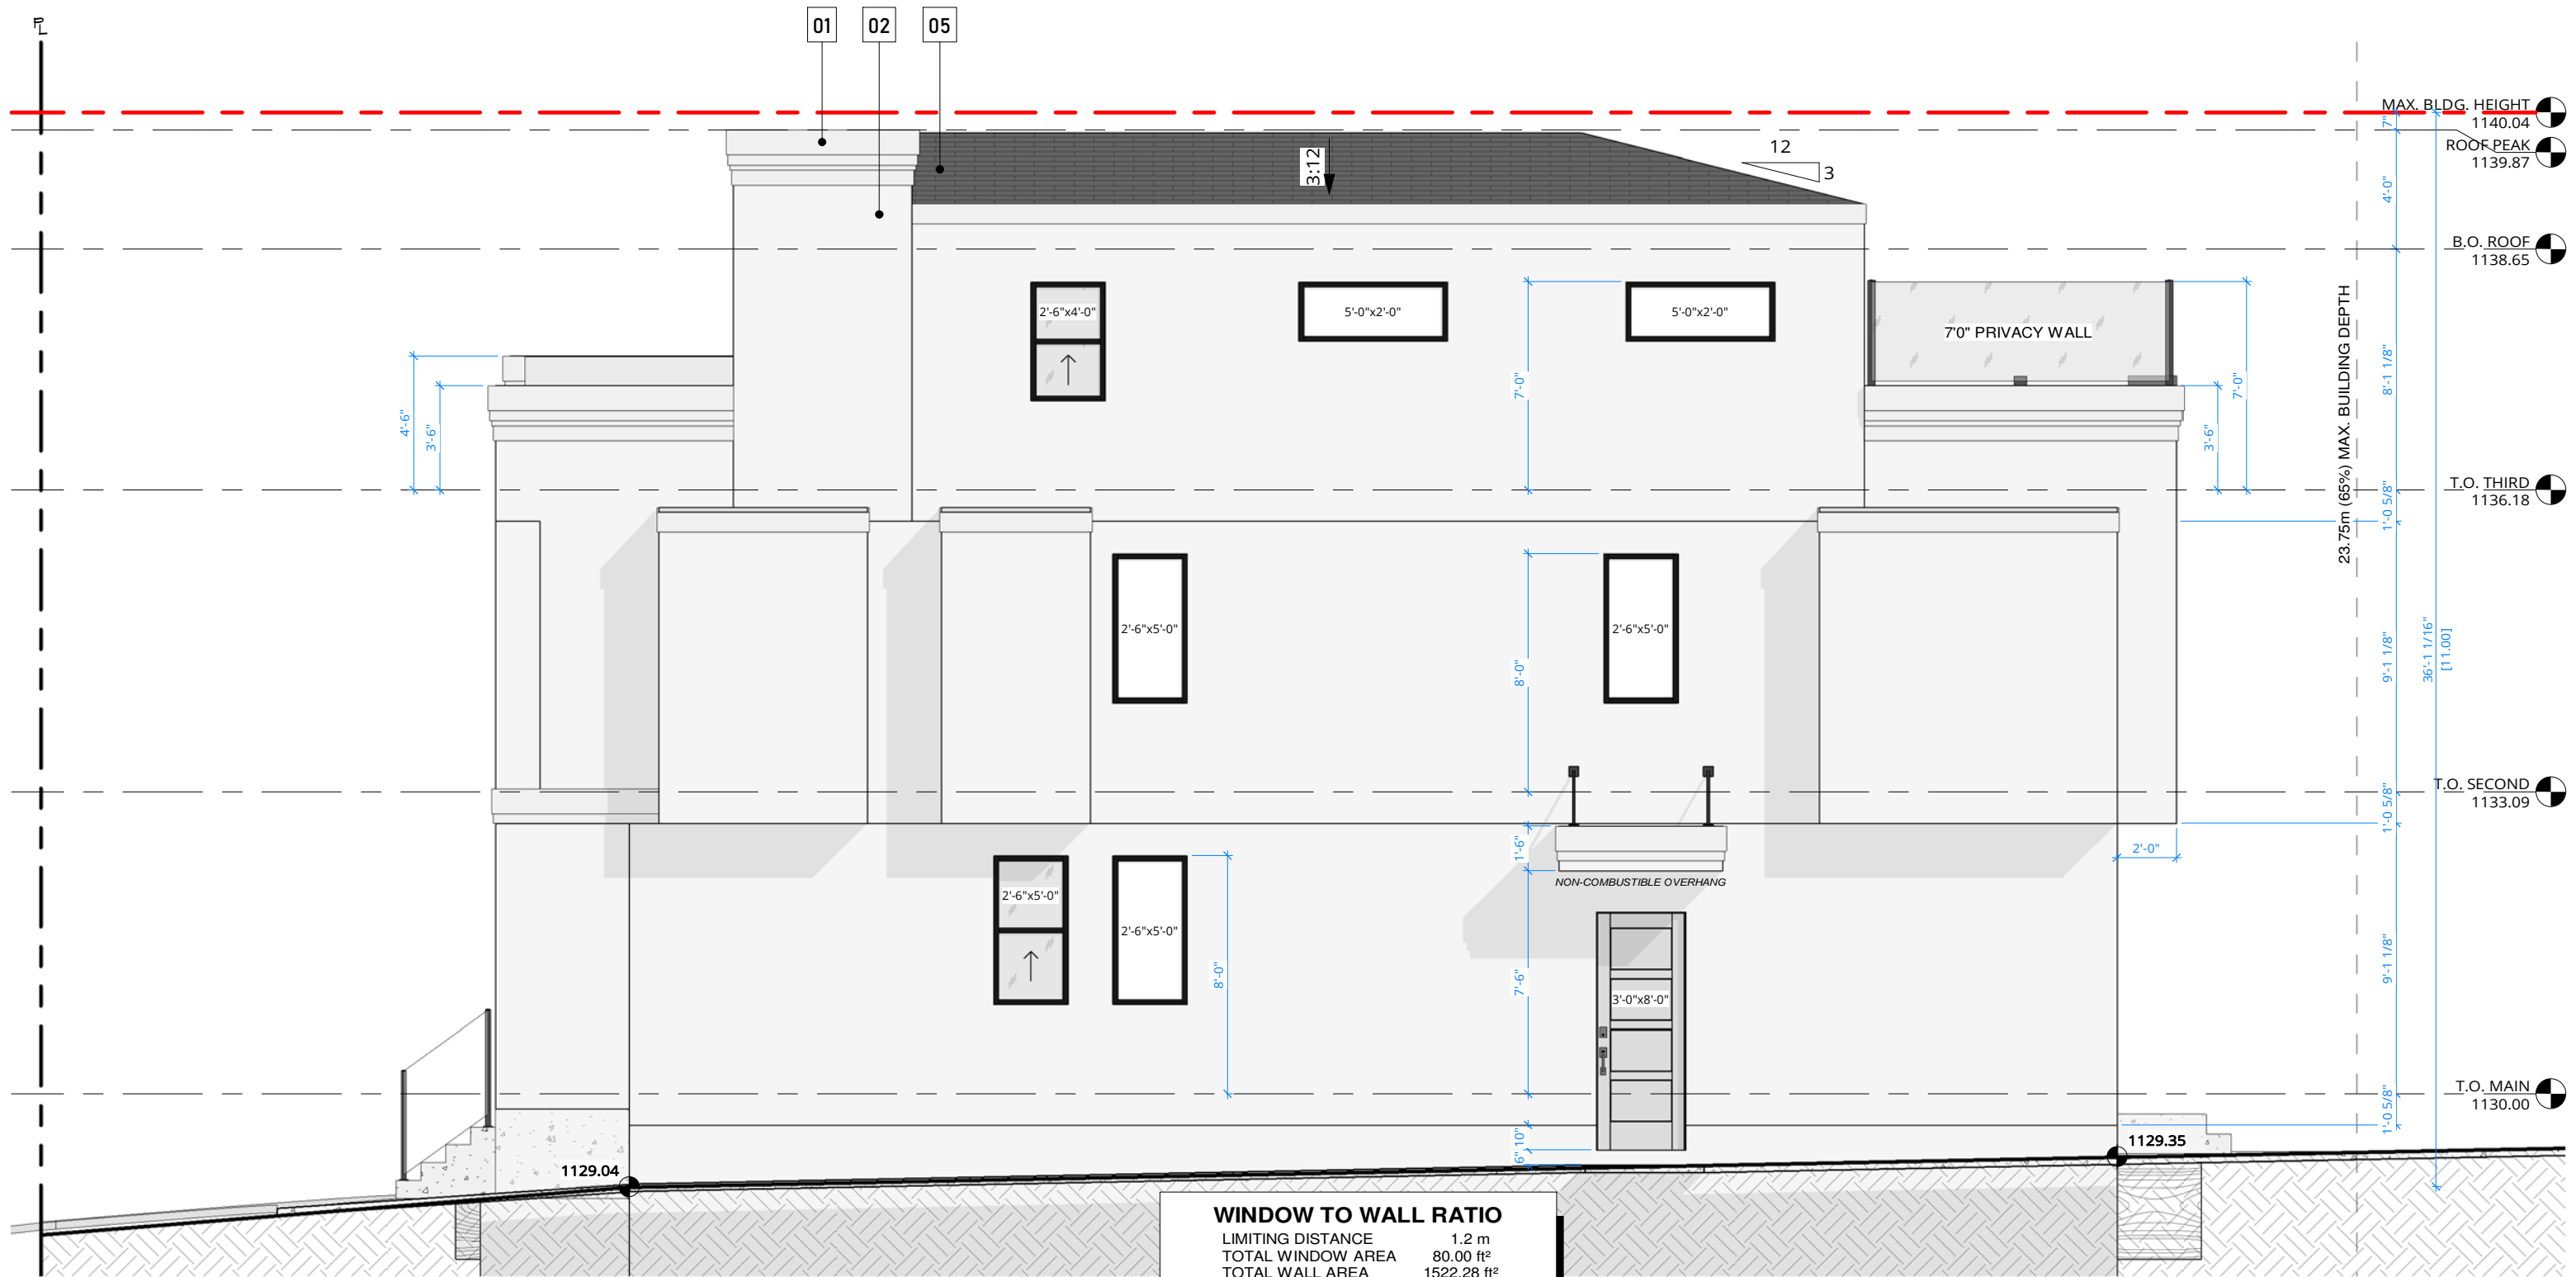 PL
01
02
05
MAX. BLDG. HEIGHT
1140.04
7"
ROOF PEAK
1139.87
12
3
3:12
4'-0"
B.O. ROOF
1138.65
2'-6"x4'-0"
5'-0"x2'-0"
5'-0"x2'-0"
7'0" PRIVACY WALL
4'-6"
3'-6"
7'-0"
3'-6"
7'-0"
23.75m (65%) MAX. BUILDING DEPTH
8'-1 1/8"
T.O. THIRD
1136.18
1'-0 5/8"
2'-6"x5'-0"
2'-6"x5'-0"
8'-0"
9'-1 1/8"
36'-1 1/16"
[11.00]
T.O. SECOND
1133.09
1'-0 5/8"
1'-6"
2'-0"
NON-COMBUSTIBLE OVERHANG
2'-6"x5'-0"
2'-6"x5'-0"
8'-0"
7'-6"
3'-0"x8'-0"
9'-1 1/8"
T.O. MAIN
1130.00
1'-0 5/8"
10"
6"
1129.04
1129.35
WINDOW TO WALL RATIO
LIMITING DISTANCE 1.2 m
TOTAL WINDOW AREA 80.00 ft²
TOTAL WALL AREA 1522.28 ft²